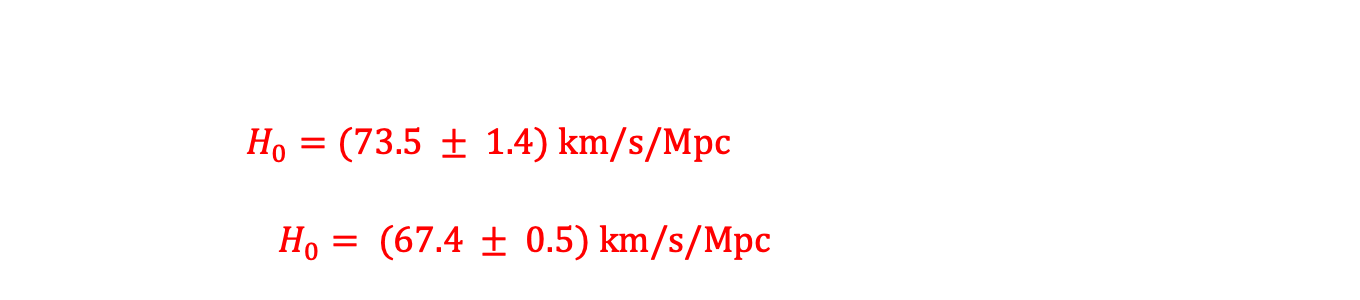 H₀ = (73.5 ± 1.4) km/s/Mpc
H₀ = (67.4 ± 0.5) km/s/Mpc